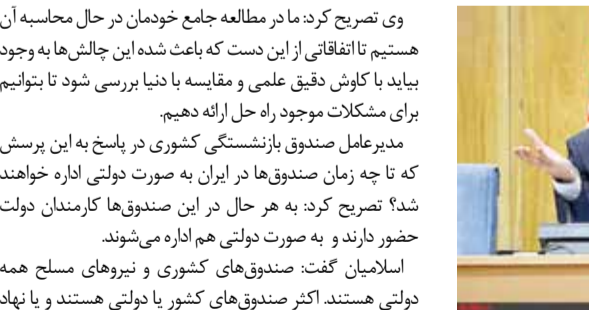 وی تصریح کرد: ما در مطالعه جامع خودمان در حال محاسبه آن
هستیم تا اتفاقاتی از این دست که باعث شده این چالش‌ها به وجود
بیاید با کاوش دقیق علمی و مقایسه با دنیا بررسی شود تا بتوانیم
برای مشکلات موجود راه حل ارائه دهیم.
مدیرعامل صندوق بازنشستگی کشوری در پاسخ به این پرسش
که تا چه زمان صندوق‌ها در ایران به صورت دولتی اداره خواهند
شد؟ تصریح کرد: به هر حال در این صندوق‌ها کارمندان دولت
حضور دارند و به صورت دولتی هم اداره می‌شوند.
اسلامیان گفت: صندوق‌های کشوری و نیروهای مسلح همه
دولتی هستند. اکثر صندوق‌های کشور یا دولتی هستند و یا نهاد